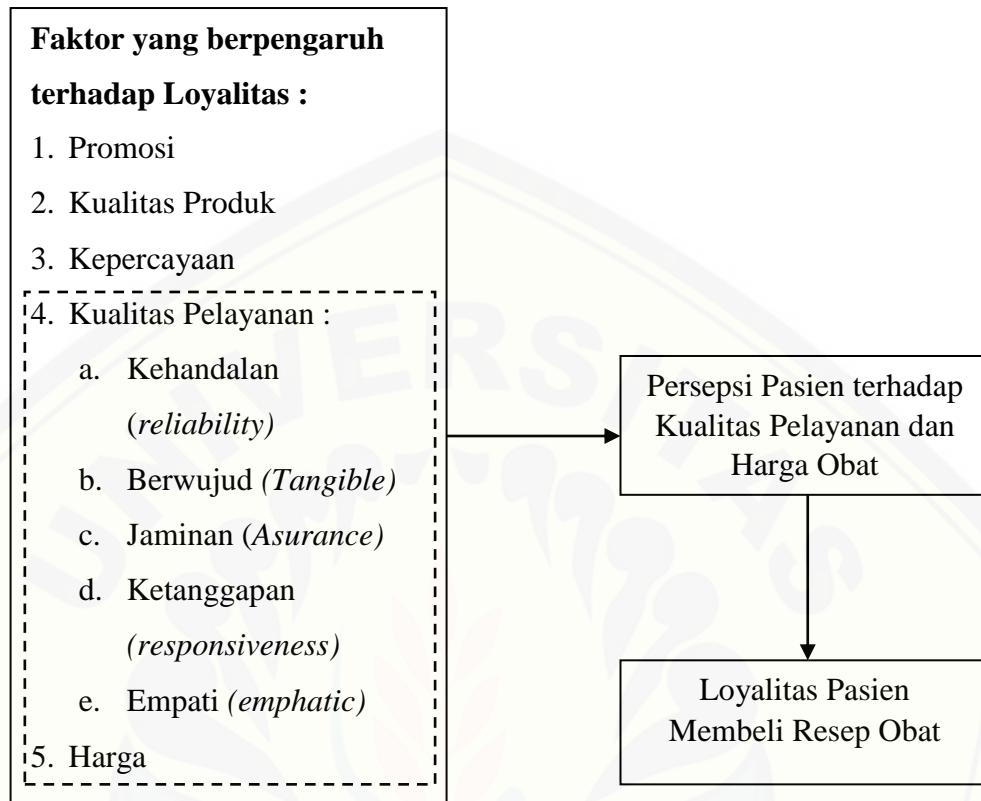 Faktor yang berpengaruh
terhadap Loyalitas :
1. Promosi
2. Kualitas Produk
3. Kepercayaan
4. Kualitas Pelayanan :
a. Kehandalan
(reliability)
b. Berwujud (Tangible)
c. Jaminan (Asurance)
d. Ketanggapan
(responsiveness)
e. Empati (emphatic)
5. Harga
Persepsi Pasien terhadap
Kualitas Pelayanan dan
Harga Obat
Loyalitas Pasien
Membeli Resep Obat
UNIVERSITAS